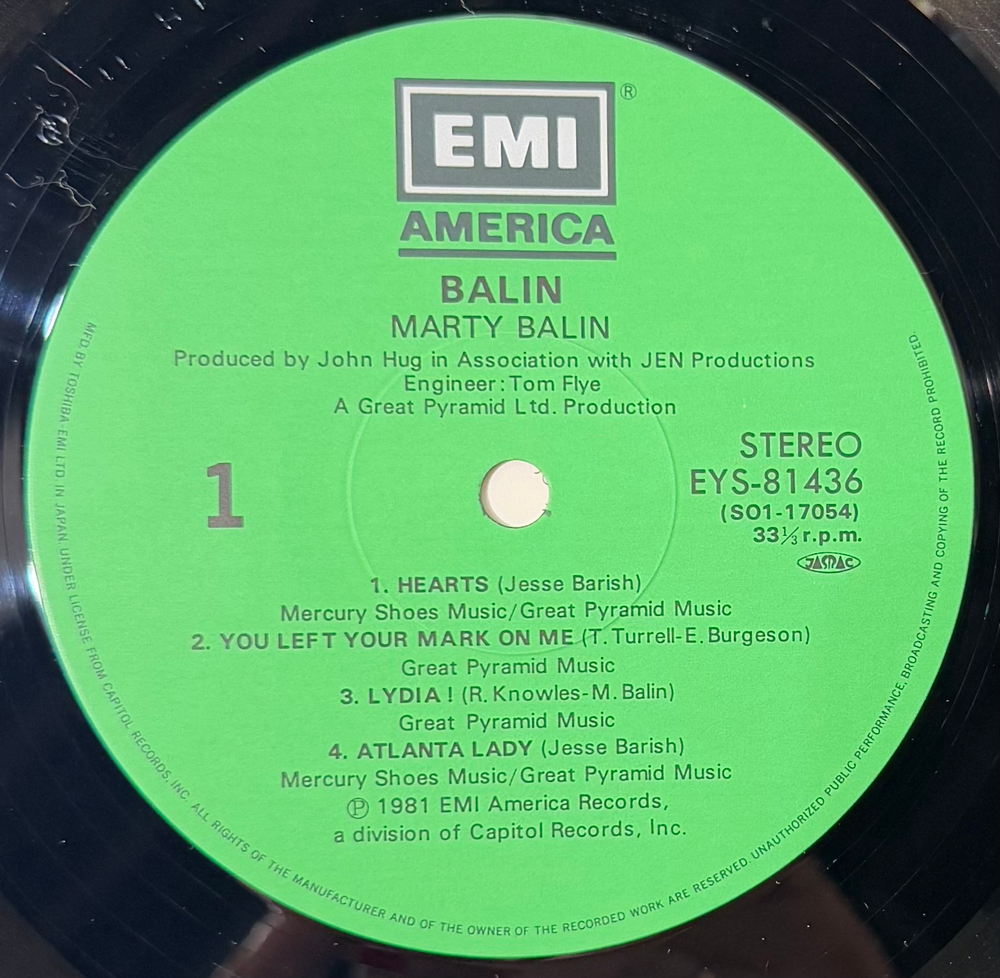 EMI
®
AMERICA
BALIN
MARTY BALIN
Produced by John Hug in Association with JEN Productions
Engineer: Tom Flye
A Great Pyramid Ltd. Production
1
STEREO
EYS-81436
(SO1-17054)
33⅓ r.p.m.
JASRAC
1. HEARTS (Jesse Barish)
Mercury Shoes Music/Great Pyramid Music
2. YOU LEFT YOUR MARK ON ME (T. Turrell-E. Burgeson)
Great Pyramid Music
3. LYDIA ! (R. Knowles-M. Balin)
Great Pyramid Music
4. ATLANTA LADY (Jesse Barish)
Mercury Shoes Music/Great Pyramid Music
Ⓟ 1981 EMI America Records,
a division of Capitol Records, Inc.
MFD. BY TOSHIBA-EMI LTD. IN JAPAN. UNDER LICENSE FROM CAPITOL RECORDS, INC. ALL RIGHTS OF THE MANUFACTURER AND OF THE OWNER OF THE RECORDED WORK ARE RESERVED. UNAUTHORIZED PUBLIC PERFORMANCE, BROADCASTING AND COPYING OF THE RECORD PROHIBITED.